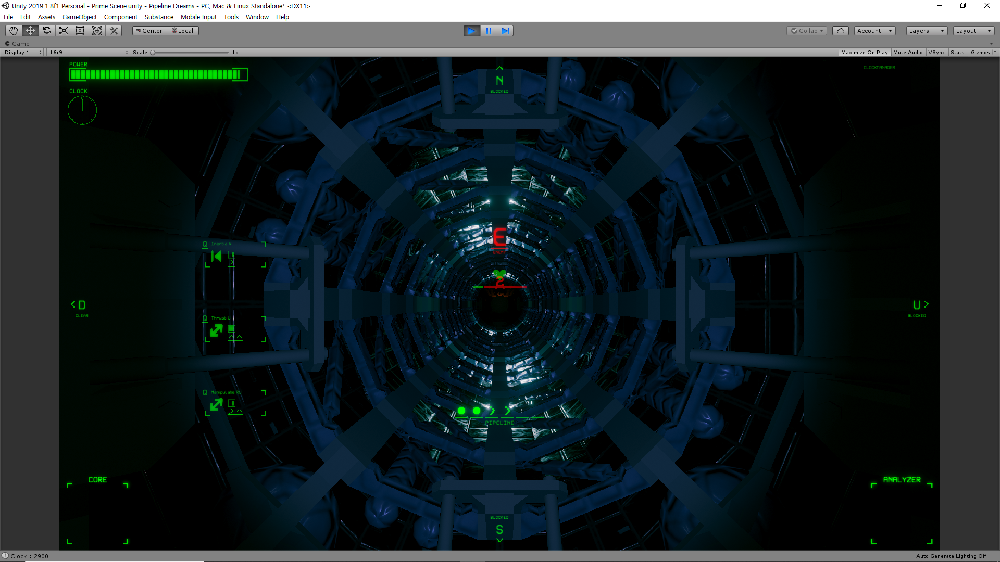 Unity 2019.1.8f1 Personal - Prime Scene.unity - Pipeline Dreams - PC, Mac & Linux Standalone* <DX11>
File Edit Assets GameObject Component Substance Mobile Input Tools Window Help
Center Local Collab Account Layers Layout
Game
Display 1 16:9 Scale 1x Maximize On Play Mute Audio VSync Stats Gizmos
POWER
CLOCKMANAGER
N
BLOCKED
CLOCK
E
ENEMY
Q Inertia R
2
< D
CLEAR
U >
BLOCKED
Q Thrust U
Q Manipulate RU
PIPELINE
CORE
ANALYZER
BLOCKED
S
Clock : 2900
Auto Generate Lighting Off